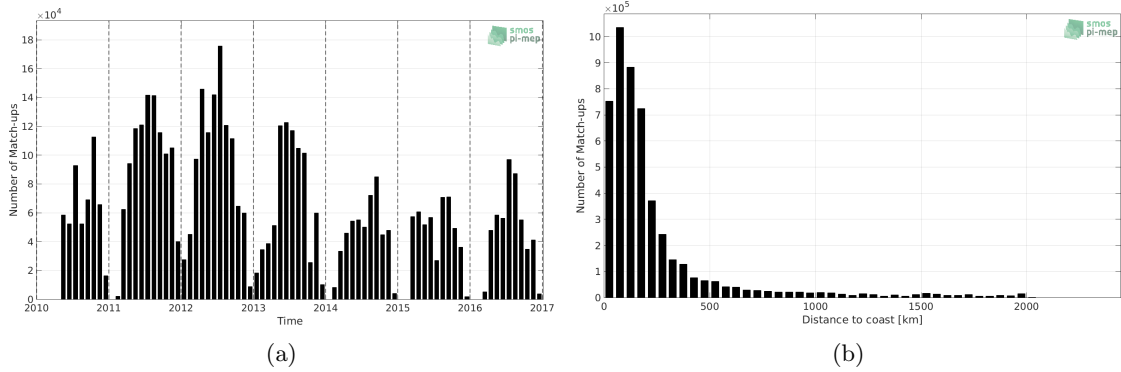 ×10⁴
18
16
14
12
10
8
6
4
2
0
2010 2011 2012 2013 2014 2015 2016 2017
Number of Match-ups
Time
smos
pi-mep
(a)
×10⁵
10
9
8
7
6
5
4
3
2
1
0
0 500 1000 1500 2000
Number of Match-ups
Distance to coast [km]
smos
pi-mep
(b)